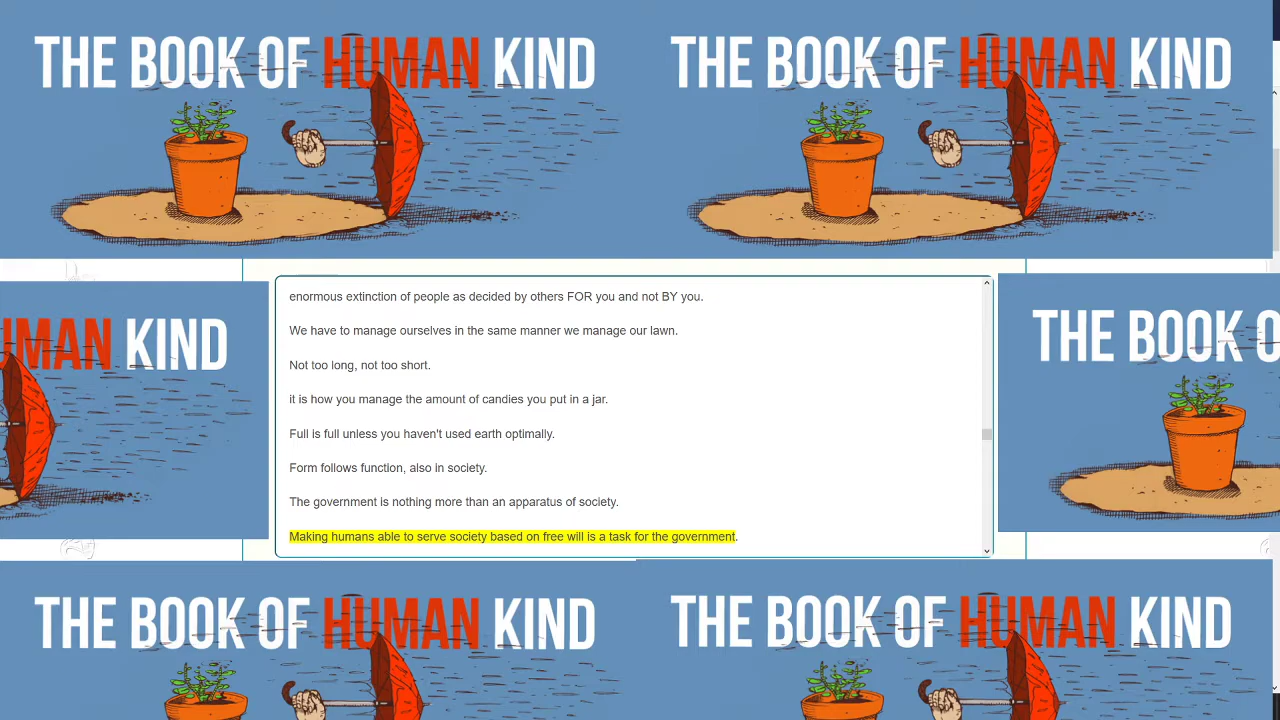 THE BOOK OF HUMAN KIND
THE BOOK OF HUMAN KIND
enormous extinction of people as decided by others FOR you and not BY you.
We have to manage ourselves in the same manner we manage our lawn.
Not too long, not too short.
it is how you manage the amount of candies you put in a jar.
Full is full unless you haven't used earth optimally.
Form follows function, also in society.
The government is nothing more than an apparatus of society.
Making humans able to serve society based on free will is a task for the government.
UMAN KIND
THE BOOK O
THE BOOK OF HUMAN KIND
THE BOOK OF HUMAN KIND